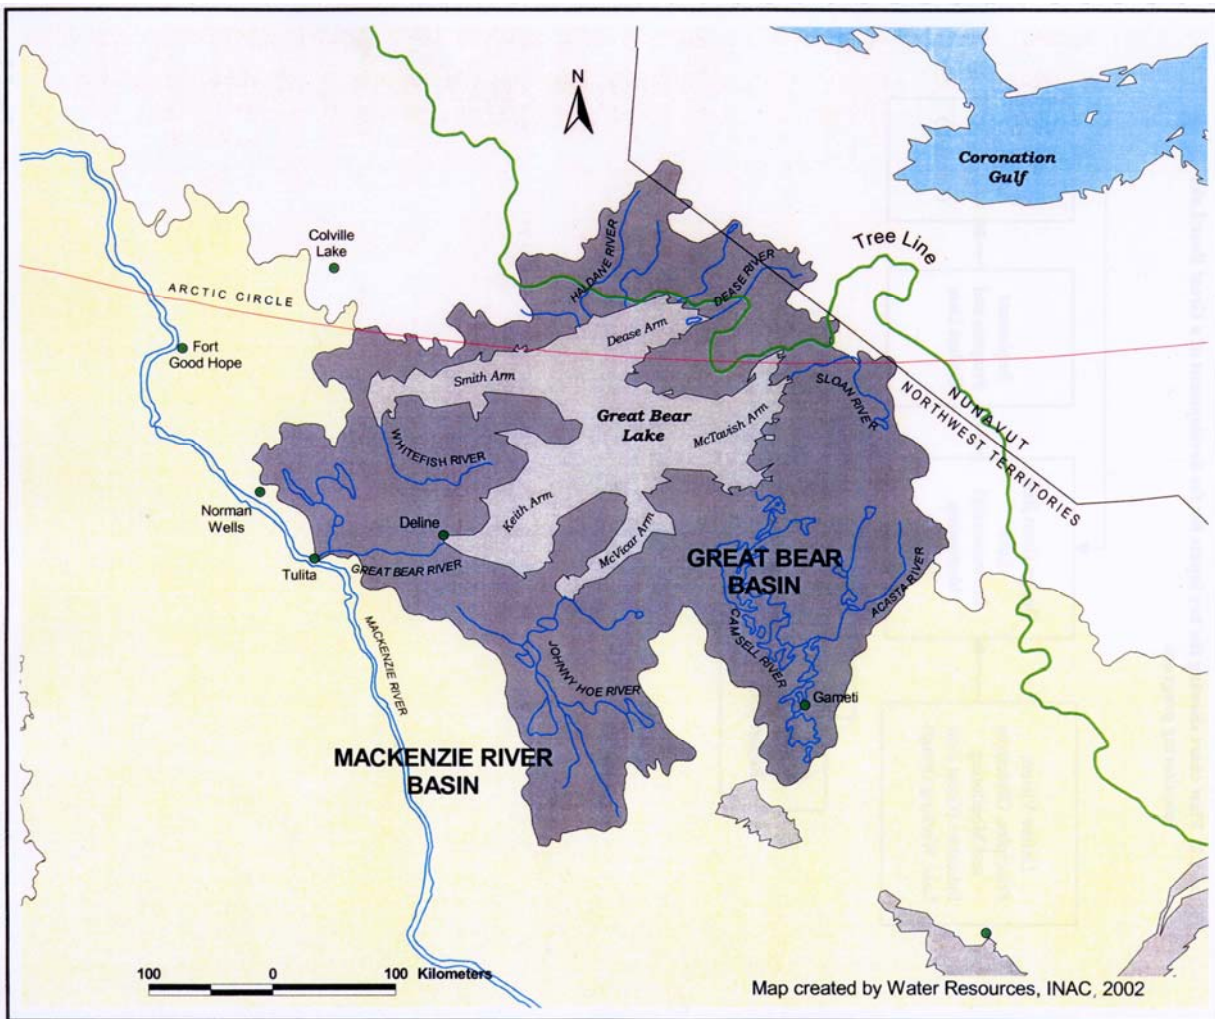 N
Coronation
Gulf
Tree Line
Colville
Lake
HALDANE RIVER
DEASE RIVER
ARCTIC CIRCLE
Dease Arm
Fort
Good Hope
Smith Arm
SLOAN RIVER
NUNAVUT
NORTHWEST TERRITORIES
Great Bear
Lake
McTavish Arm
WHITEFISH RIVER
Norman
Wells
Deline
Keith Arm
McVicar Arm
GREAT BEAR
BASIN
Tulita
GREAT BEAR RIVER
ACASTA RIVER
MACKENZIE RIVER
CAMSELL RIVER
JOHNNY HOE RIVER
Gameti
MACKENZIE RIVER
BASIN
100 0 100 Kilometers
Map created by Water Resources, INAC, 2002